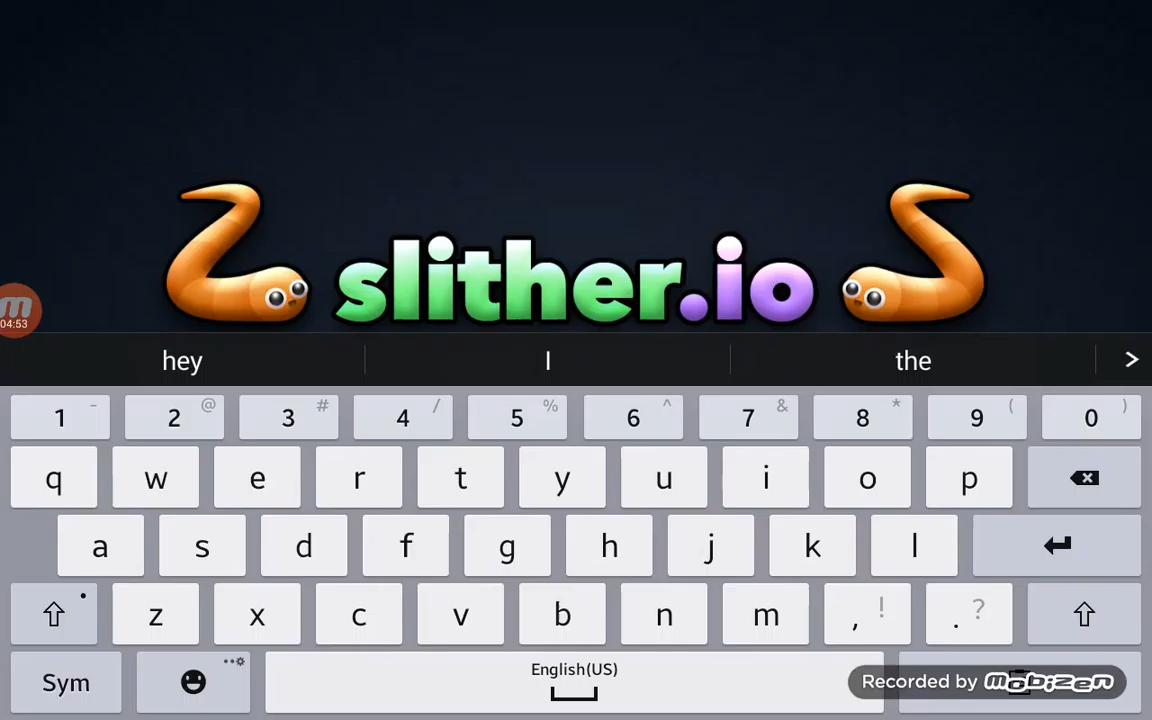 slither.io
m
04:53
hey I the >
1 - 2 @ 3 # 4 / 5 % 6 ^ 7 & 8 * 9 ( 0 )
q w e r t y u i o p
a s d f g h j k l
z x c v b n m , ! . ?
Sym English(US) Recorded by mobizen